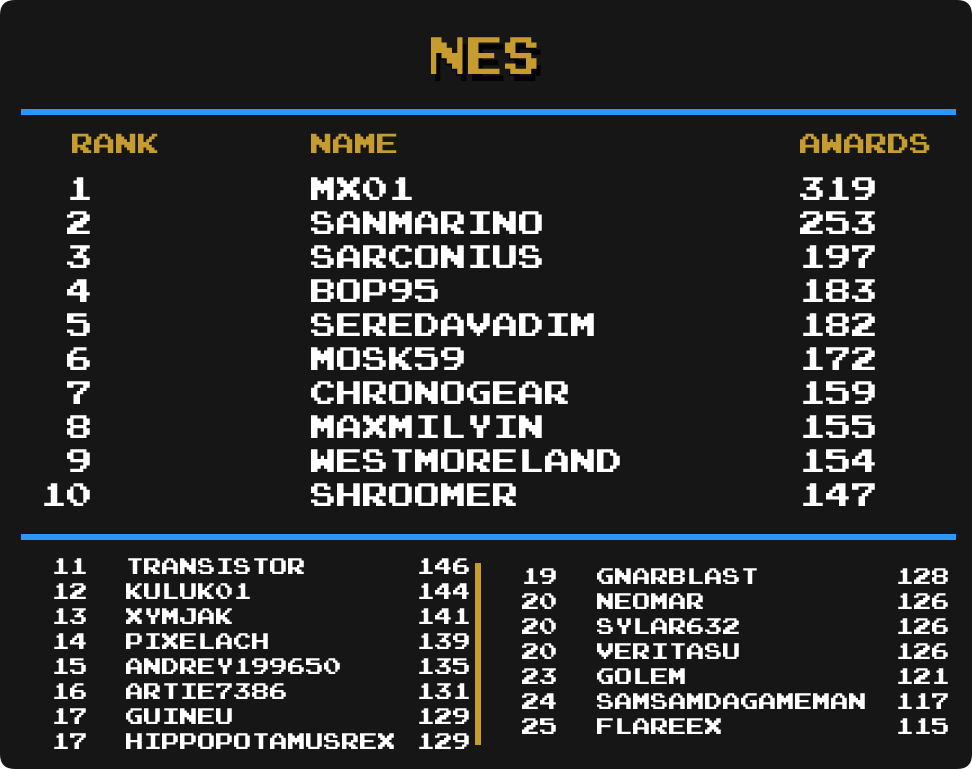 NES
RANK NAME AWARDS
1 MX01 319
2 SANMARINO 253
3 SARCONIUS 197
4 BOP95 183
5 SEREDAVADIM 182
6 MOSK59 172
7 CHRONOGEAR 159
8 MAXMILYIN 155
9 WESTMORELAND 154
10 SHROOMER 147
11 TRANSISTOR 146
12 KULUK01 144
13 XYMJAK 141
14 PIXELACH 139
15 ANDREY199650 135
16 ARTIE7386 131
17 GUINEU 129
17 HIPPOPOTAMUSREX 129
19 GNARBLAST 128
20 NEOMAR 126
20 SYLAR632 126
20 VERITASU 126
23 GOLEM 121
24 SAMSAMDAGAMEMAN 117
25 FLAREEX 115